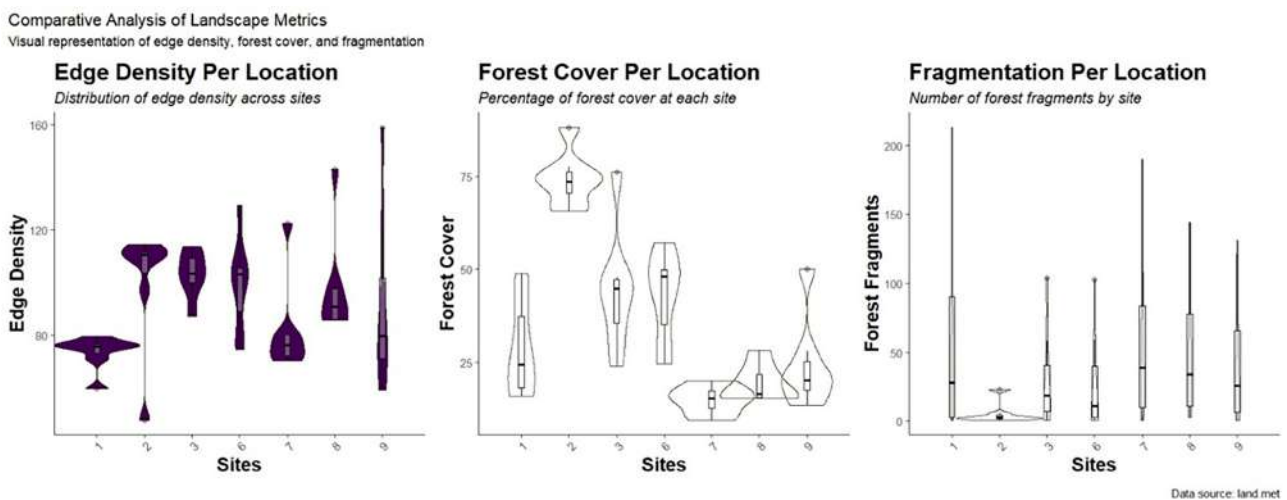 Comparative Analysis of Landscape Metrics
Visual representation of edge density, forest cover, and fragmentation
Edge Density Per Location
Distribution of edge density across sites
160
120
80
Edge Density
1 2 3 6 7 8 9
Sites
Forest Cover Per Location
Percentage of forest cover at each site
75
50
25
Forest Cover
1 2 3 6 7 8 9
Sites
Fragmentation Per Location
Number of forest fragments by site
200
150
100
50
0
Forest Fragments
1 2 3 6 7 8 9
Sites
Data source: land met